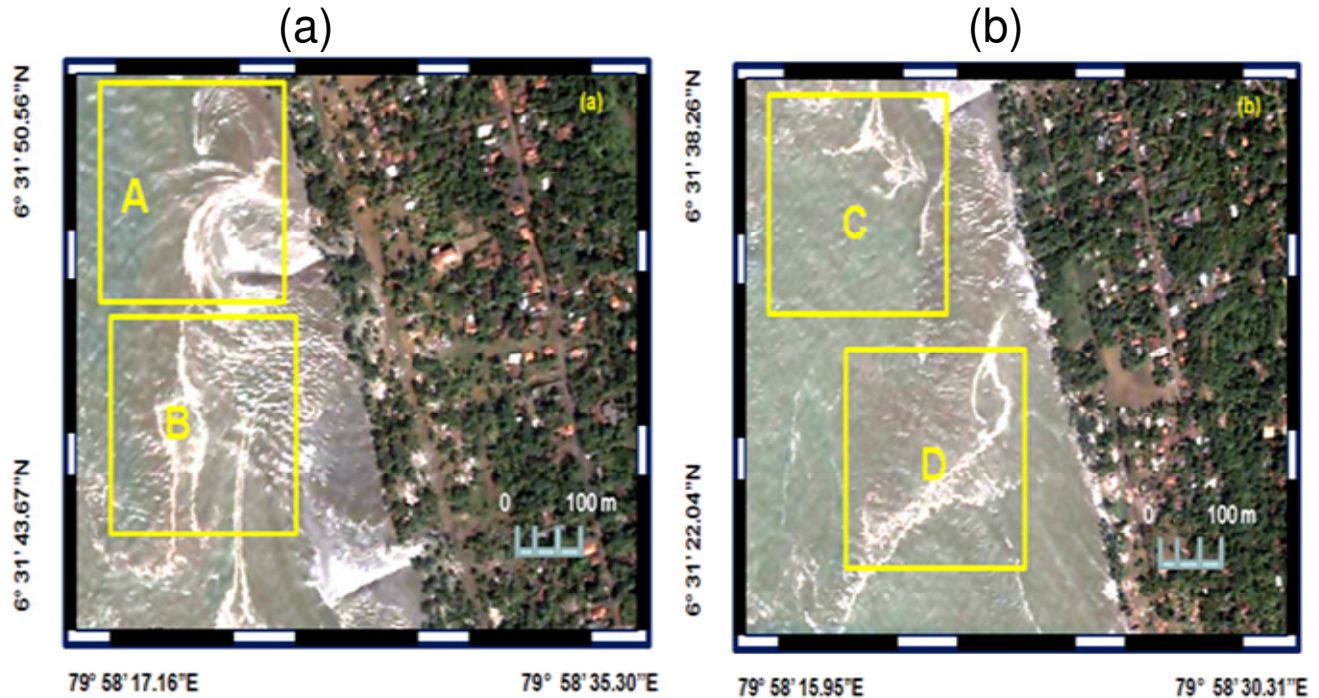 (a)
(b)
6° 31' 50.56"N
6° 31' 43.67"N
(a)
A
B
0 100 m
79° 58' 17.16"E
79° 58' 35.30"E
6° 31' 38.26"N
6° 31' 22.04"N
(b)
C
D
0 100 m
79° 58' 15.95"E
79° 58' 30.31"E